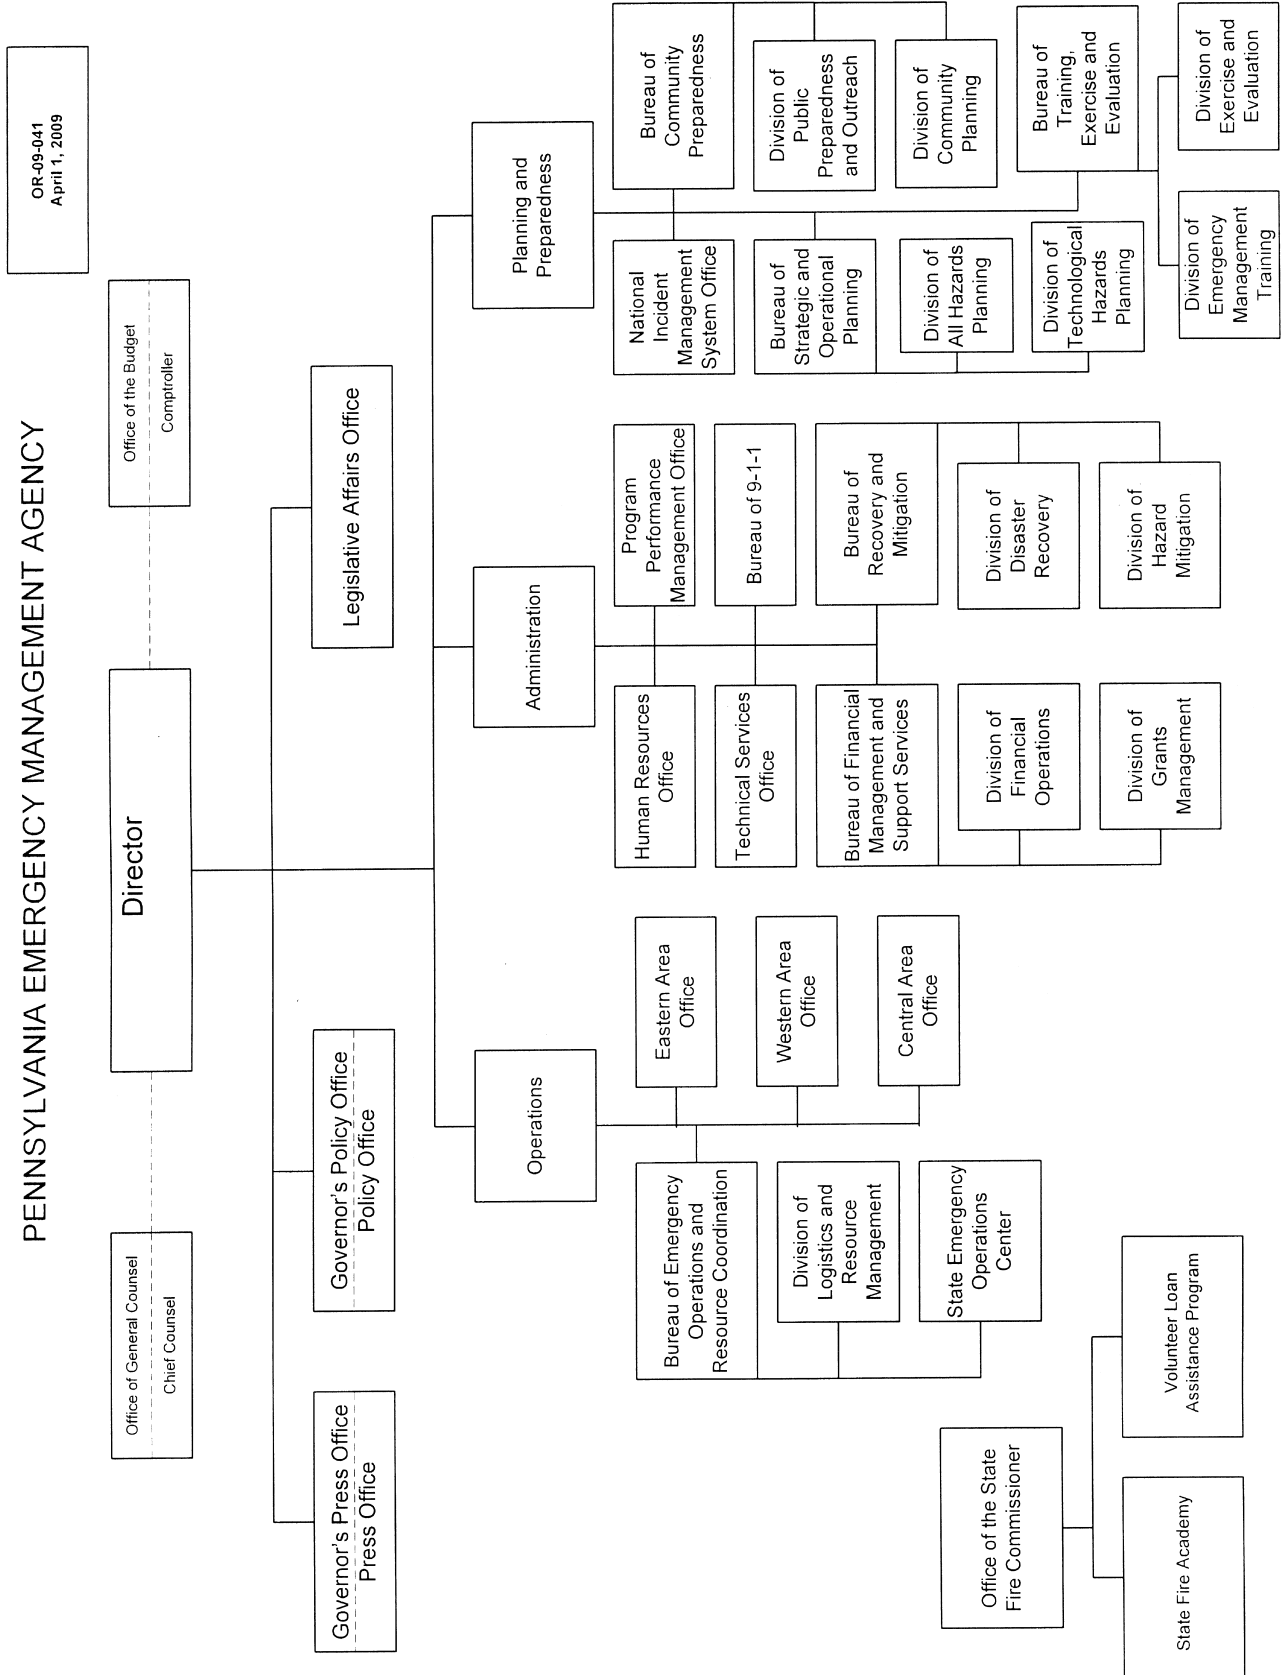 OR-09-041
April 1, 2009
PENNSYLVANIA EMERGENCY MANAGEMENT AGENCY
Office of General Counsel
Chief Counsel
Director
Office of the Budget
Comptroller
Governor's Press Office
Press Office
Governor's Policy Office
Policy Office
Legislative Affairs Office
Operations
Administration
Planning and
Preparedness
Bureau of Emergency
Operations and
Resource Coordination
Division of
Logistics and
Resource
Management
State Emergency
Operations
Center
Eastern Area
Office
Western Area
Office
Central Area
Office
Human Resources
Office
Technical Services
Office
Bureau of Financial
Management and
Support Services
Division of
Financial
Operations
Division of
Grants
Management
Program
Performance
Management Office
Bureau of 9-1-1
Bureau of
Recovery and
Mitigation
Division of
Disaster
Recovery
Division of
Hazard
Mitigation
National
Incident
Management
System Office
Bureau of
Strategic and
Operational
Planning
Division of
All Hazards
Planning
Division of
Technological
Hazards
Planning
Bureau of
Community
Preparedness
Division of
Public
Preparedness
and Outreach
Division of
Community
Planning
Bureau of
Training,
Exercise and
Evaluation
Division of
Emergency
Management
Training
Division of
Exercise and
Evaluation
Office of the State
Fire Commissioner
State Fire Academy
Volunteer Loan
Assistance Program